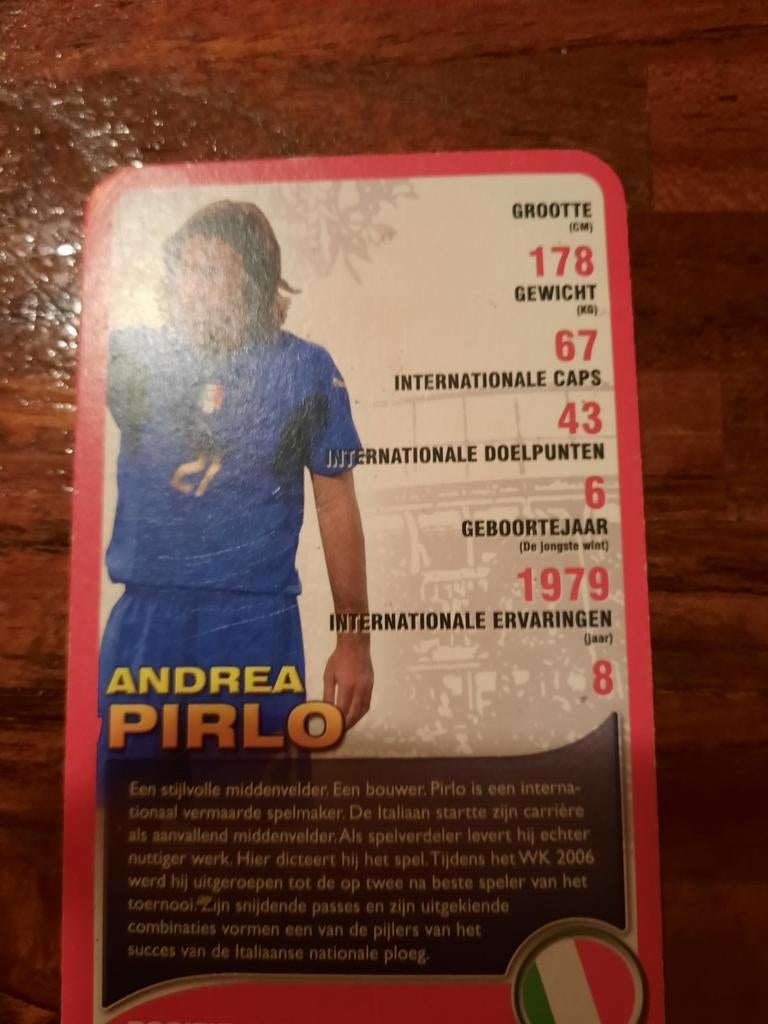 GROOTTE
(CM)
178
GEWICHT
(KG)
67
INTERNATIONALE CAPS
43
INTERNATIONALE DOELPUNTEN
6
GEBOORTEJAAR
(De jongste wint)
1979
INTERNATIONALE ERVARINGEN
(jaar)
8
21
ANDREA
PIRLO
Een stijlvolle middenvelder. Een bouwer. Pirlo is een interna-
tionaal vermaarde spelmaker. De Italiaan startte zijn carrière
als aanvallend middenvelder. Als spelverdeler levert hij echter
nuttiger werk. Hier dicteert hij het spel. Tijdens het WK 2006
werd hij uitgeroepen tot de op twee na beste speler van het
toernooi. Zijn snijdende passes en zijn uitgekiende
combinaties vormen een van de pijlers van het
succes van de Italiaanse nationale ploeg.